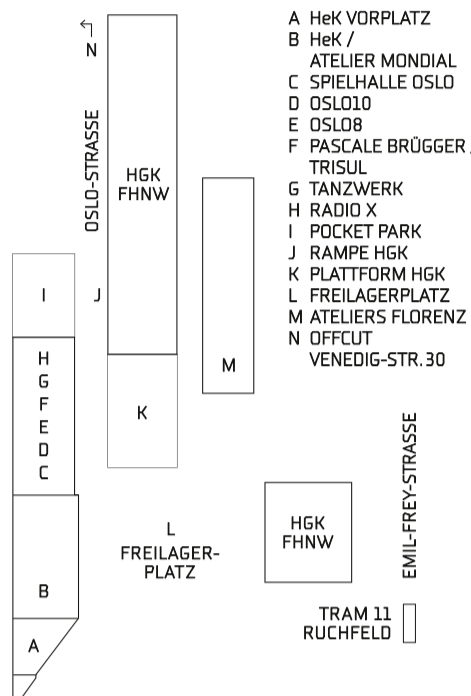 N
OSLO-STRASSE
HGK
FHNW
I
J
M
H
G
F
E
D
C
K
L
FREILAGER-
PLATZ
HGK
FHNW
B
A
EMIL-FREY-STRASSE
TRAM 11
RUCHFELD
A HeK VORPLATZ
B HeK /
ATELIER MONDIAL
C SPIELHALLE OSLO
D OSLO10
E OSLO8
F PASCALE BRÜGGER /
TRISUL
G TANZWERK
H RADIO X
I POCKET PARK
J RAMPE HGK
K PLATTFORM HGK
L FREILAGERPLATZ
M ATELIERS FLORENZ
N OFFCUT
VENEDIG-STR. 30